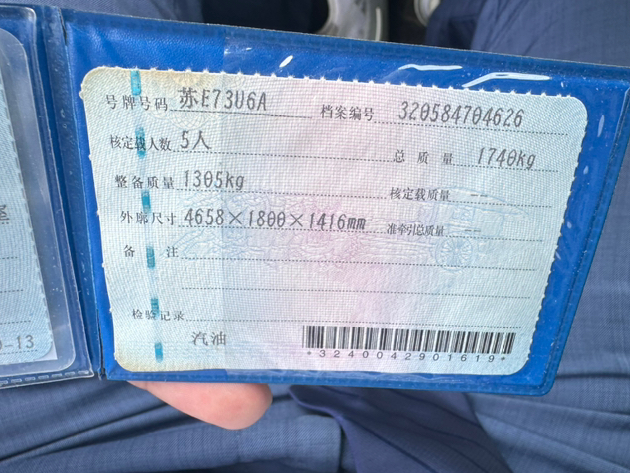 号牌号码 苏E73U6A 档案编号 320584704626
核定载人数 5人 总质量 1740kg
整备质量 1305kg 核定载质量 --
外廓尺寸 4658×1800×1416mm 准牵引总质量 --
备注
检验记录
汽油
*3240042901619*
13